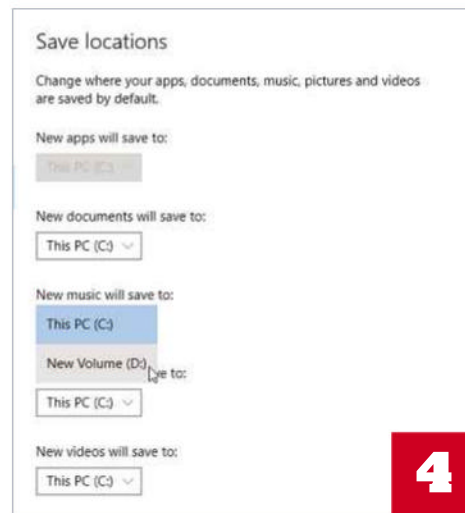 Save locations
Change where your apps, documents, music, pictures and videos
are saved by default.
New apps will save to:
This PC (C:)
New documents will save to:
This PC (C:)
New music will save to:
This PC (C:)
New Volume (D:)
ve to:
This PC (C:)
New videos will save to:
This PC (C:)
4